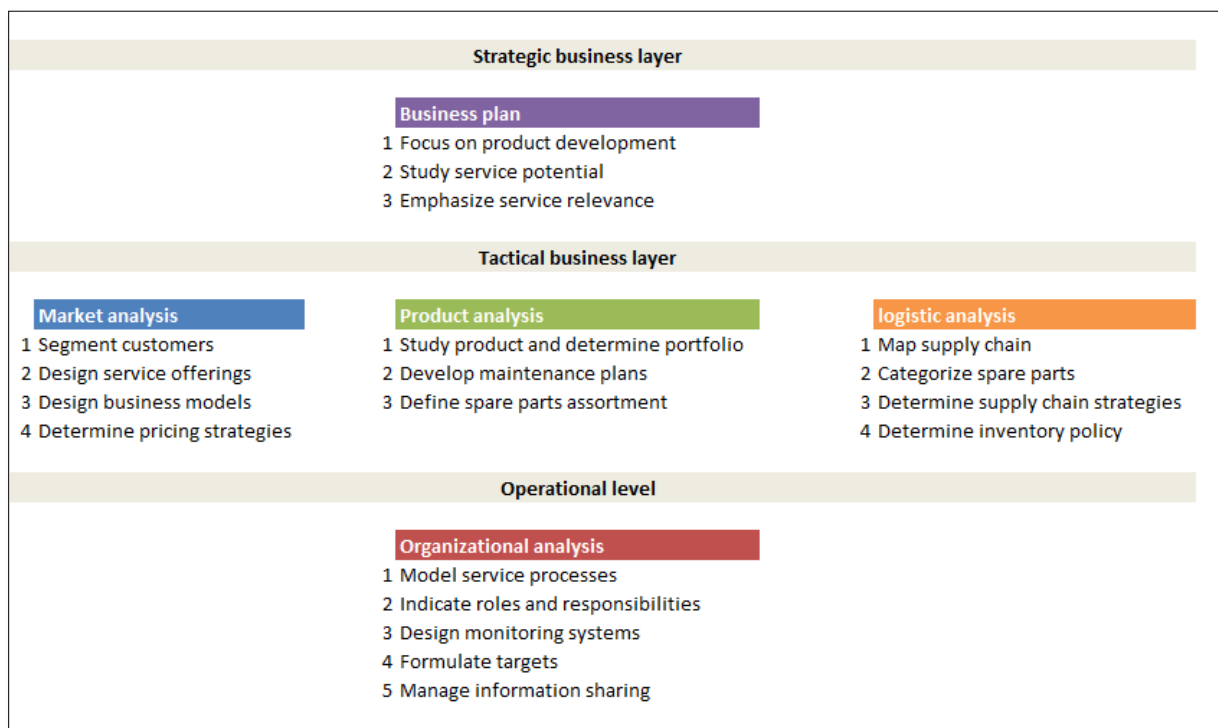 Strategic business layer
Business plan
1 Focus on product development
2 Study service potential
3 Emphasize service relevance
Tactical business layer
Market analysis
1 Segment customers
2 Design service offerings
3 Design business models
4 Determine pricing strategies
Product analysis
1 Study product and determine portfolio
2 Develop maintenance plans
3 Define spare parts assortment
logistic analysis
1 Map supply chain
2 Categorize spare parts
3 Determine supply chain strategies
4 Determine inventory policy
Operational level
Organizational analysis
1 Model service processes
2 Indicate roles and responsibilities
3 Design monitoring systems
4 Formulate targets
5 Manage information sharing